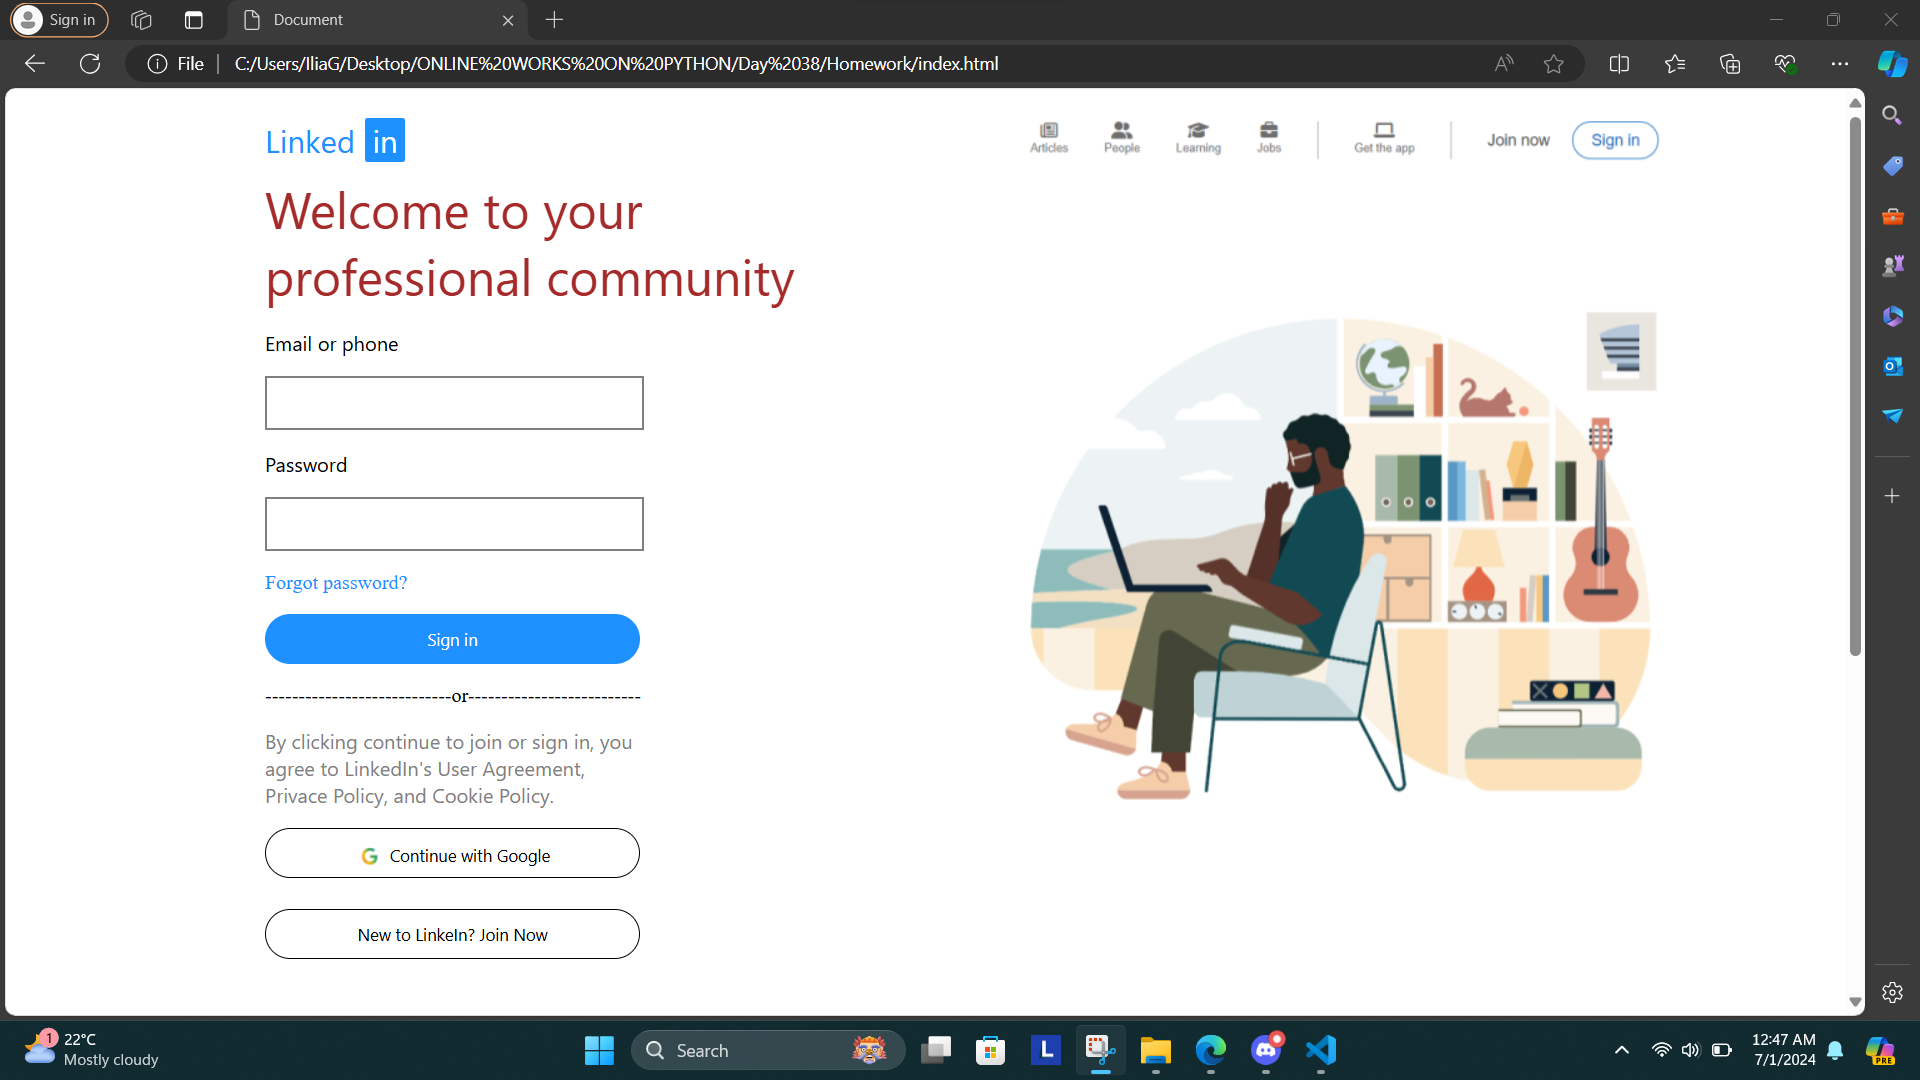 Sign in
Document
File
C:/Users/IliaG/Desktop/ONLINE%20WORKS%20ON%20PYTHON/Day%2038/Homework/index.html
Linked in
Articles
People
Learning
Jobs
Get the app
Join now
Sign in
Welcome to your
professional community
Email or phone
Password
Forgot password?
Sign in
----------------------------or--------------------------
By clicking continue to join or sign in, you
agree to LinkedIn's User Agreement,
Privace Policy, and Cookie Policy.
G Continue with Google
New to LinkeIn? Join Now
1
22°C
Mostly cloudy
Search
L
12:47 AM
7/1/2024
PRE